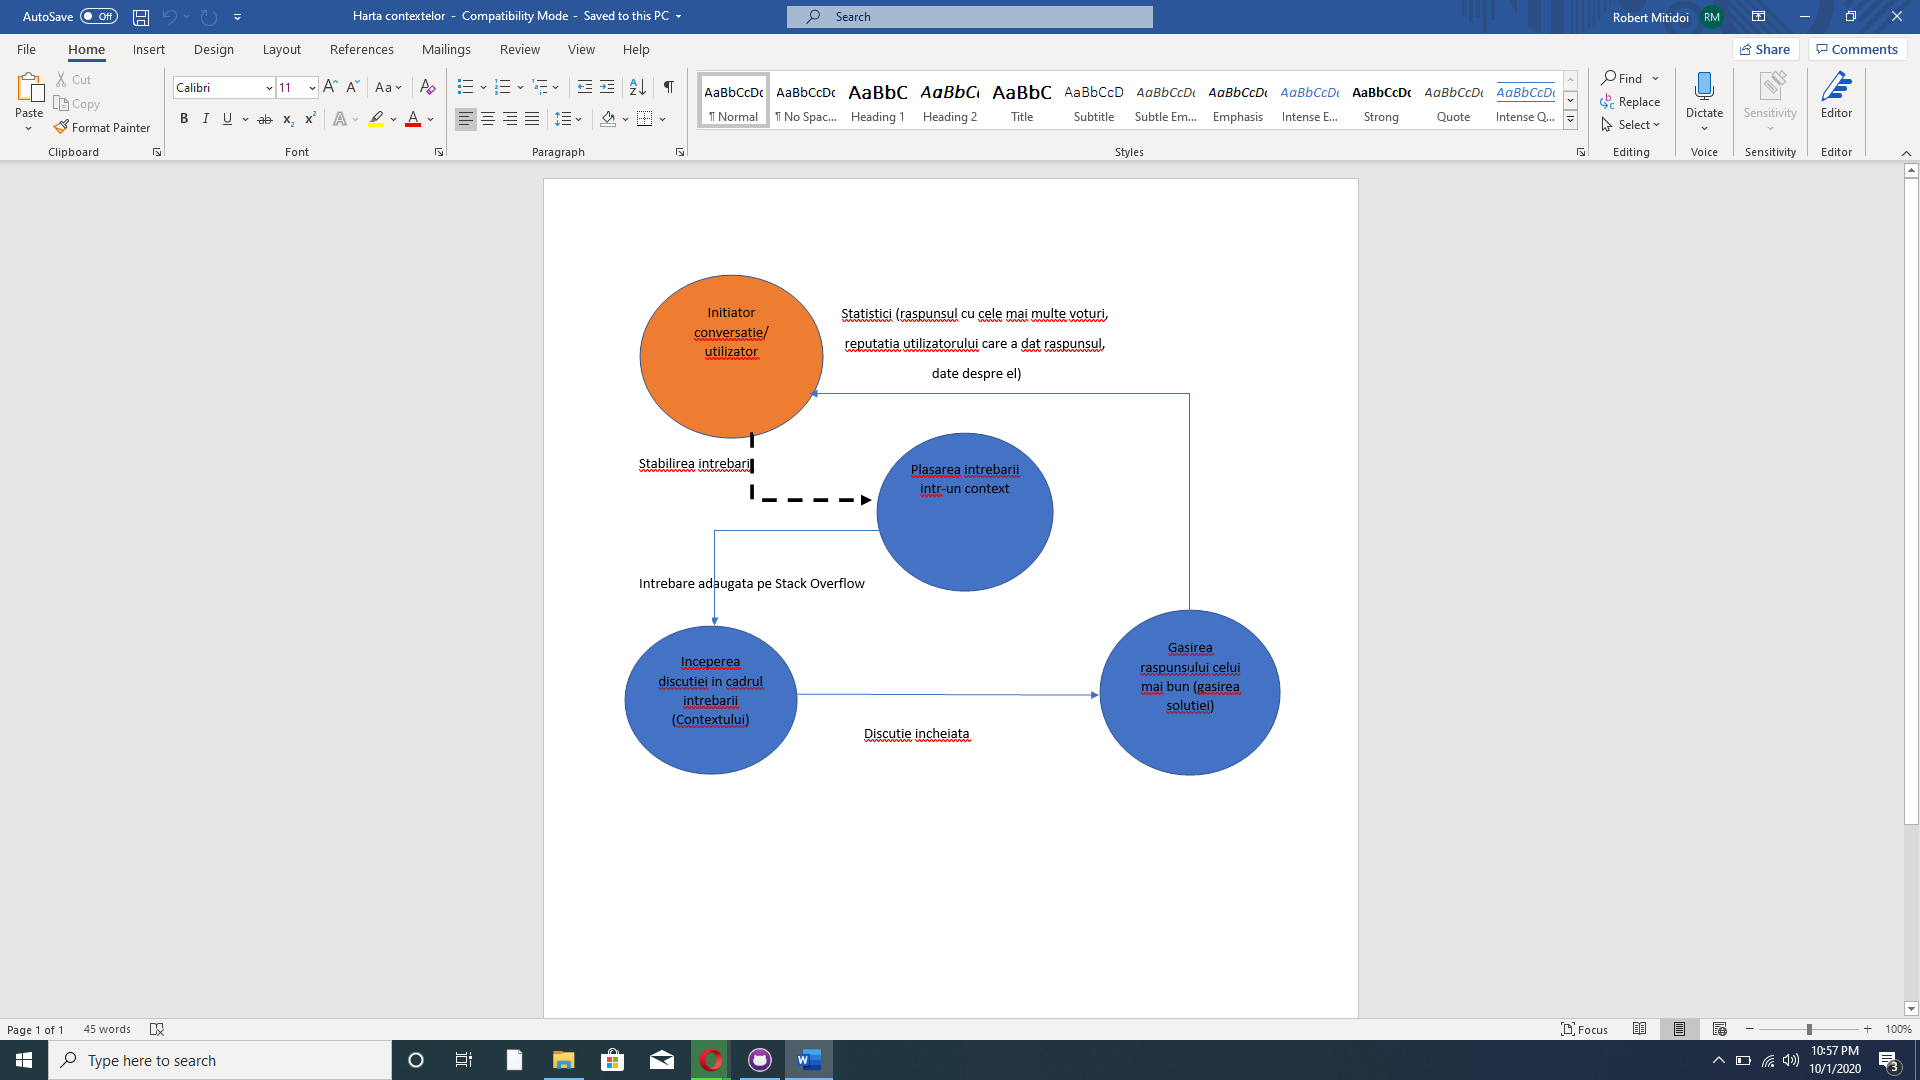 AutoSave Off
Harta contextelor - Compatibility Mode - Saved to this PC
Search
Robert Mitidoi RM
File Home Insert Design Layout References Mailings Review View Help
Share Comments
Paste
Cut
Copy
Format Painter
Clipboard
Calibri 11
Aa
B I U ab x2 x2 A A
Font
Paragraph
AaBbCcDc AaBbCcDc AaBbC AaBbCc AaBbC AaBbCcD AaBbCcDc AaBbCcDc AaBbCcDc AaBbCcDc AaBbCcDc AaBbCcDc
¶ Normal ¶ No Spac... Heading 1 Heading 2 Title Subtitle Subtle Em... Emphasis Intense E... Strong Quote Intense Q...
Styles
Find
Replace
Select
Editing
Dictate
Voice
Sensitivity
Sensitivity
Editor
Editor
Initiator
conversatie/
utilizator
Statistici (raspunsul cu cele mai multe voturi,
reputatia utilizatorului care a dat raspunsul,
date despre el)
Stabilirea intrebarii
Plasarea intrebarii
intr-un context
Intrebare adaugata pe Stack Overflow
Inceperea
discutiei in cadrul
intrebarii
(Contextului)
Gasirea
raspunsului celui
mai bun (gasirea
solutiei)
Discutie incheiata
Page 1 of 1 45 words
Focus
100%
Type here to search
10:57 PM
10/1/2020
3